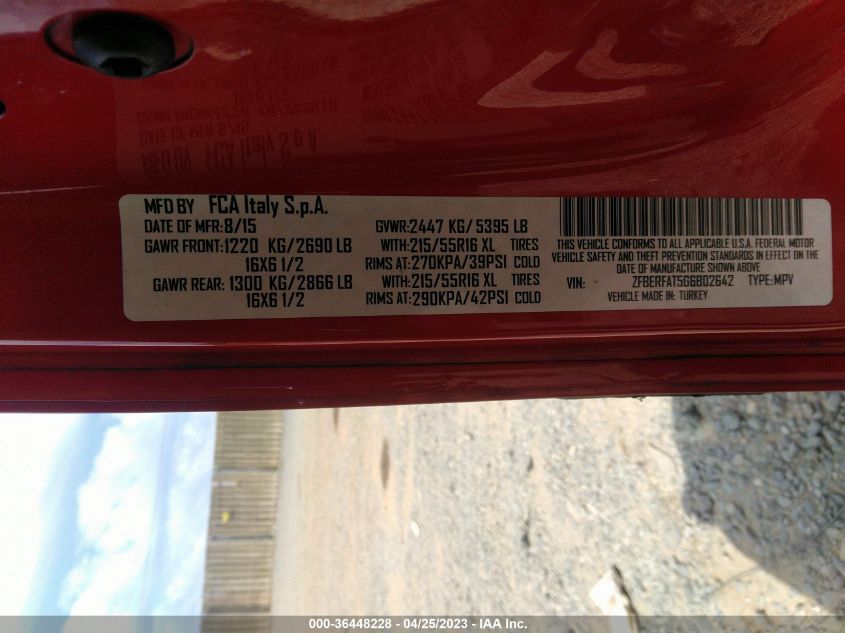 MFD BY FCA Italy S.p.A.
DATE OF MFR:8/15 GVWR:2447 KG/5395 LB
GAWR FRONT:1220 KG/2690 LB WITH:215/55R16 XL TIRES
16X6 1/2 RIMS AT:270KPA/39PSI COLD
GAWR REAR: 1300 KG/2866 LB WITH:215/55R16 XL TIRES
16X6 1/2 RIMS AT:290KPA/42PSI COLD
THIS VEHICLE CONFORMS TO ALL APPLICABLE U.S.A. FEDERAL MOTOR
VEHICLE SAFETY AND THEFT PREVENTION STANDARDS IN EFFECT ON THE
DATE OF MANUFACTURE SHOWN ABOVE.
VIN: ZFBERFAT5G6B02642 TYPE:MPV
VEHICLE MADE IN: TURKEY
000-36448228 - 04/25/2023 - IAA Inc.